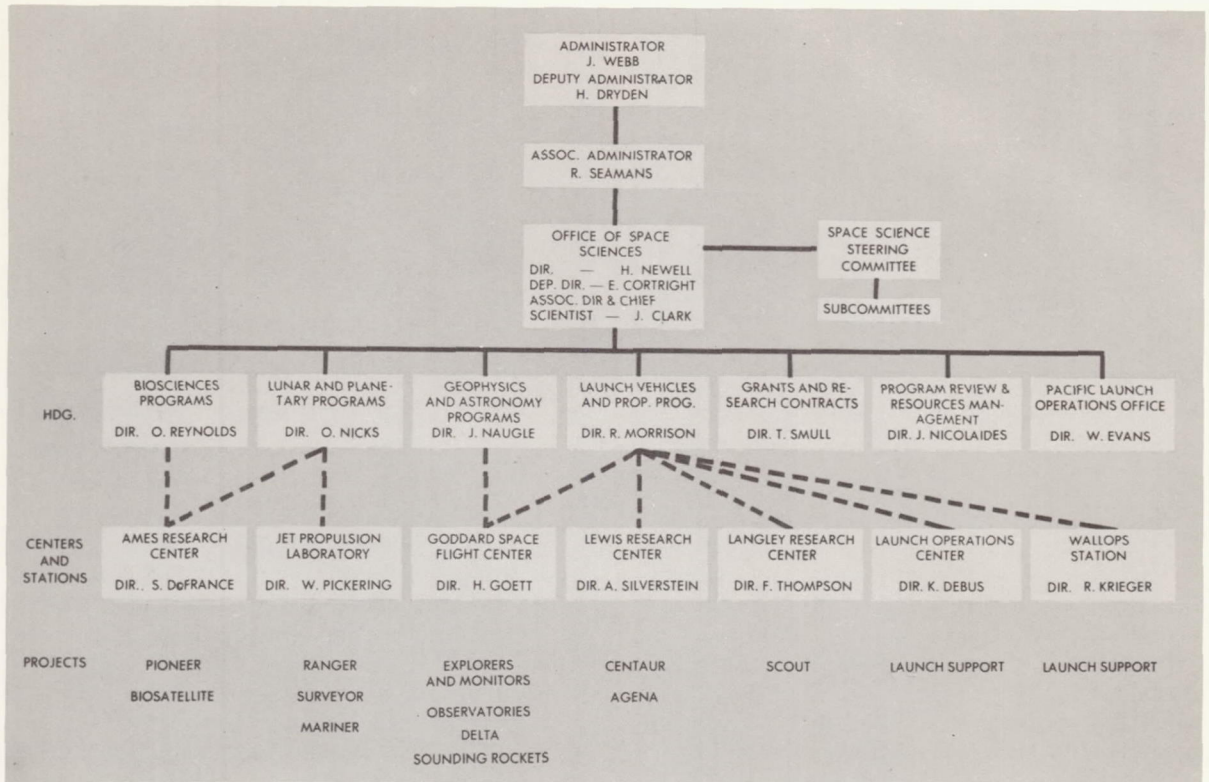 ADMINISTRATOR
J. WEBB
DEPUTY ADMINISTRATOR
H. DRYDEN
ASSOC. ADMINISTRATOR
R. SEAMANS
OFFICE OF SPACE
SCIENCES
DIR. — H. NEWELL
DEP. DIR. — E. CORTRIGHT
ASSOC. DIR & CHIEF
SCIENTIST — J. CLARK
SPACE SCIENCE
STEERING
COMMITTEE
SUBCOMMITTEES
HDG.
BIOSCIENCES
PROGRAMS
DIR. O. REYNOLDS
LUNAR AND PLANE-
TARY PROGRAMS
DIR. O. NICKS
GEOPHYSICS
AND ASTRONOMY
PROGRAMS
DIR. J. NAUGLE
LAUNCH VEHICLES
AND PROP. PROG.
DIR. R. MORRISON
GRANTS AND RE-
SEARCH CONTRACTS
DIR. T. SMULL
PROGRAM REVIEW &
RESOURCES MAN-
AGEMENT
DIR. J. NICOLAIDES
PACIFIC LAUNCH
OPERATIONS OFFICE
DIR. W. EVANS
CENTERS
AND
STATIONS
AMES RESEARCH
CENTER
DIR.. S. DeFRANCE
JET PROPULSION
LABORATORY
DIR. W. PICKERING
GODDARD SPACE
FLIGHT CENTER
DIR. H. GOETT
LEWIS RESEARCH
CENTER
DIR. A. SILVERSTEIN
LANGLEY RESEARCH
CENTER
DIR. F. THOMPSON
LAUNCH OPERATIONS
CENTER
DIR. K. DEBUS
WALLOPS
STATION
DIR. R. KRIEGER
PROJECTS
PIONEER
BIOSATELLITE
RANGER
SURVEYOR
MARINER
EXPLORERS
AND MONITORS
OBSERVATORIES
DELTA
SOUNDING ROCKETS
CENTAUR
AGENA
SCOUT
LAUNCH SUPPORT
LAUNCH SUPPORT